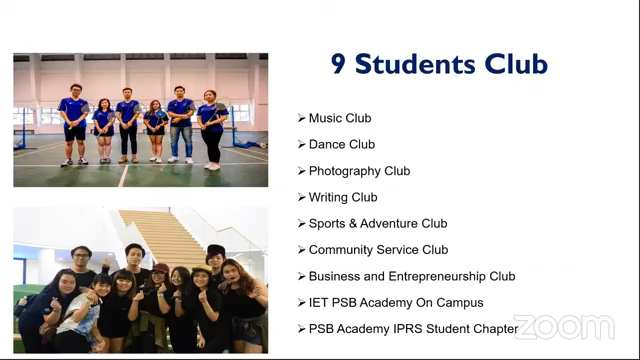 9 Students Club
Music Club
Dance Club
Photography Club
Writing Club
Sports & Adventure Club
Community Service Club
Business and Entrepreneurship Club
IET PSB Academy On Campus
PSB Academy IPRS Student Chapter
zoom